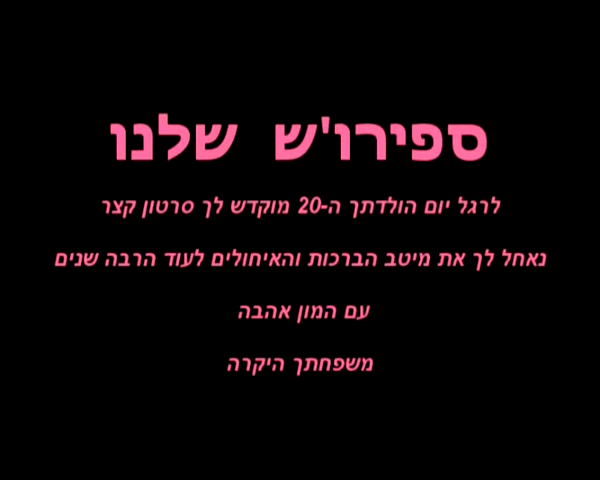 ספירו'ש שלנו
לרגל יום הולדתך ה-20 מוקדש לך סרטון קצר
נאחל לך את מיטב הברכות והאיחולים לעוד הרבה שנים
עם המון אהבה
משפחתך היקרה